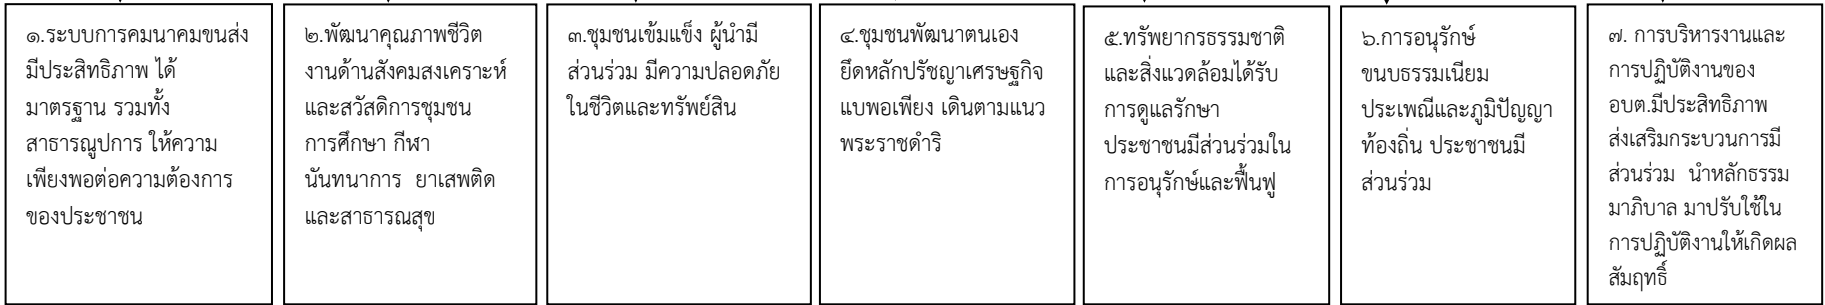 ๑.ระบบการคมนาคมขนส่ง
มีประสิทธิภาพ ได้
มาตรฐาน รวมทั้ง
สาธารณูปการ ให้ความ
เพียงพอต่อความต้องการ
ของประชาชน
๒.พัฒนาคุณภาพชีวิต
งานด้านสังคมสงเคราะห์
และสวัสดิการชุมชน
การศึกษา กีฬา
นันทนาการ ยาเสพติด
และสาธารณสุข
๓.ชุมชนเข้มแข็ง ผู้นำมี
ส่วนร่วม มีความปลอดภัย
ในชีวิตและทรัพย์สิน
๔.ชุมชนพัฒนาตนเอง
ยึดหลักปรัชญาเศรษฐกิจ
แบพอเพียง เดินตามแนว
พระราชดำริ
๕.ทรัพยากรธรรมชาติ
และสิ่งแวดล้อมได้รับ
การดูแลรักษา
ประชาชนมีส่วนร่วมใน
การอนุรักษ์และฟื้นฟู
๖.การอนุรักษ์
ขนบธรรมเนียม
ประเพณีและภูมิปัญญา
ท้องถิ่น ประชาชนมี
ส่วนร่วม
๗. การบริหารงานและ
การปฏิบัติงานของ
อบต.มีประสิทธิภาพ
ส่งเสริมกระบวนการมี
ส่วนร่วม นำหลักธรรม
มาภิบาล มาปรับใช้ใน
การปฏิบัติงานให้เกิดผล
สัมฤทธิ์